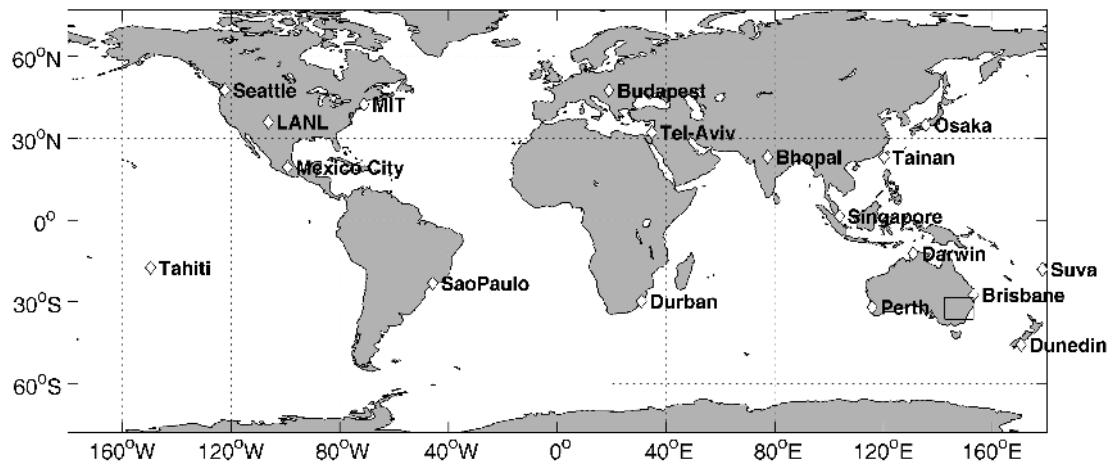 60°N
Seattle
MIT
Budapest
LANL
Tel-Aviv
Osaka
30°N
Bhopal
Tainan
Mexico City
0°
Singapore
Darwin
Tahiti
Suva
SaoPaulo
Brisbane
30°S
Durban
Perth
Dunedin
60°S
160°W 120°W 80°W 40°W 0° 40°E 80°E 120°E 160°E